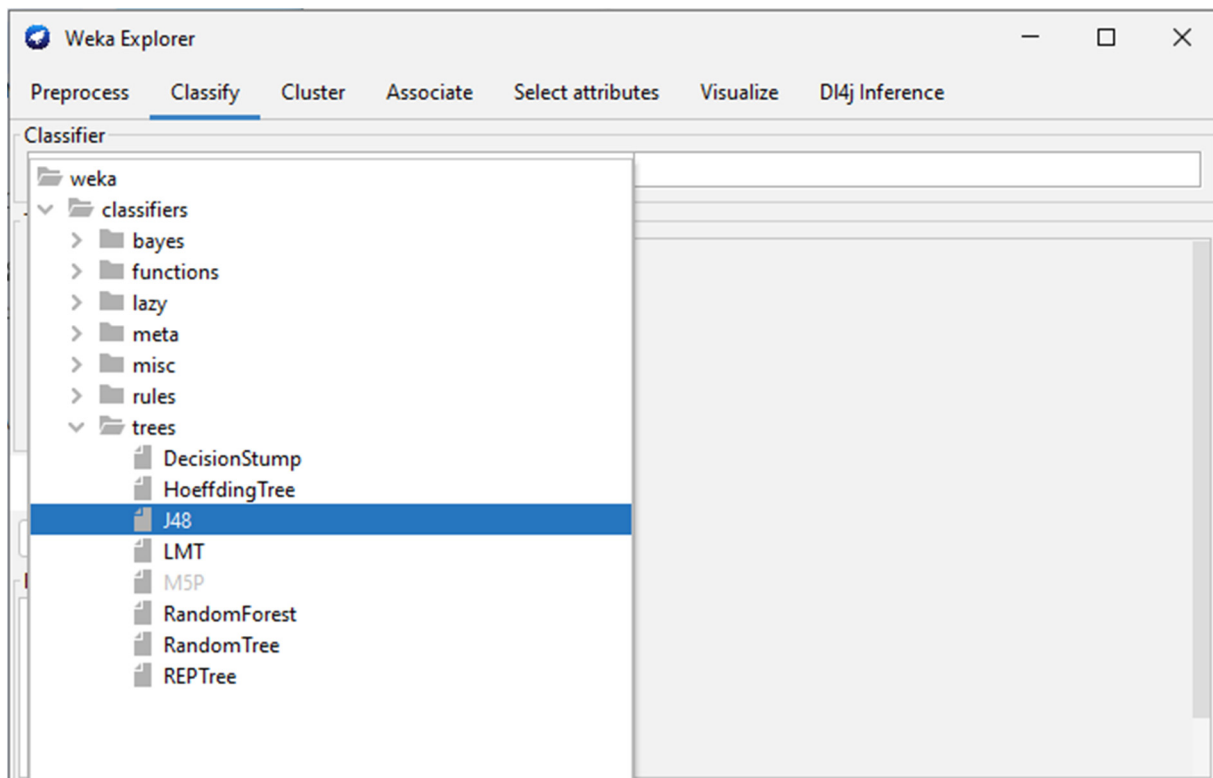 Weka Explorer
Preprocess Classify Cluster Associate Select attributes Visualize Dl4j Inference
Classifier
weka
classifiers
bayes
functions
lazy
meta
misc
rules
trees
DecisionStump
HoeffdingTree
J48
LMT
M5P
RandomForest
RandomTree
REPTree